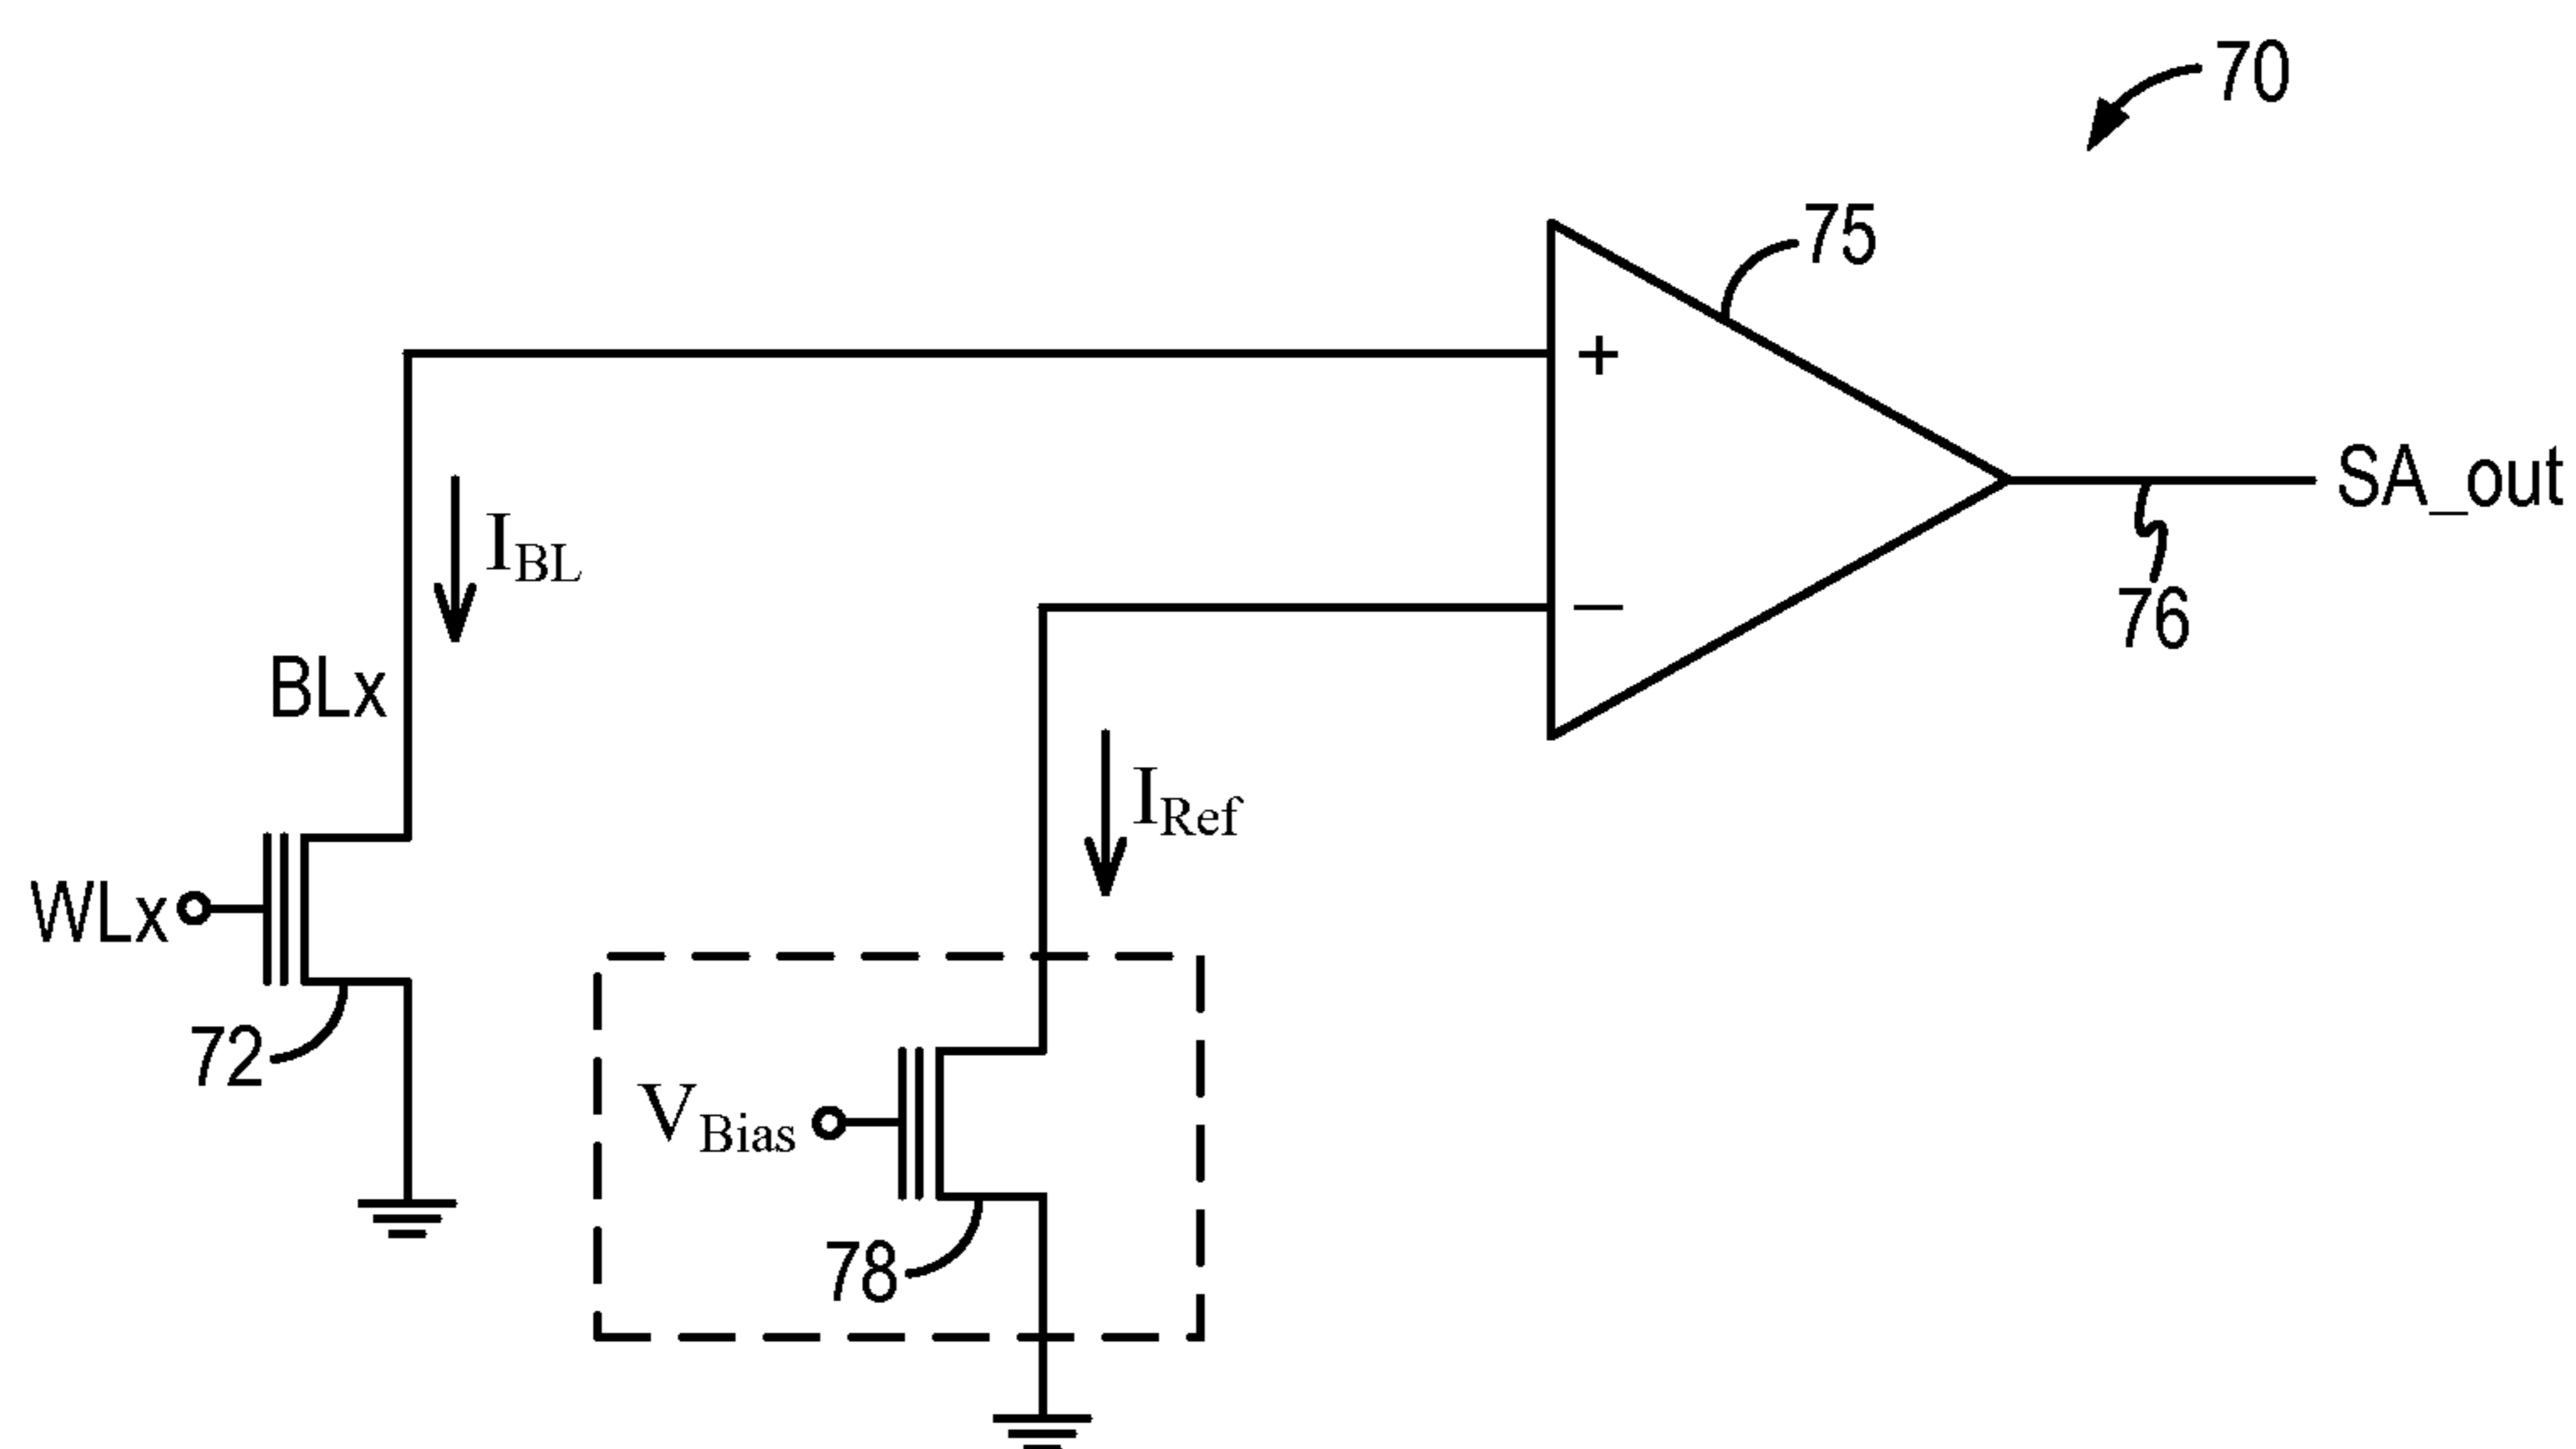 70
75
+
SA_out
I_BL
76
−
BLx
I_Ref
WLx
72
V_Bias
78